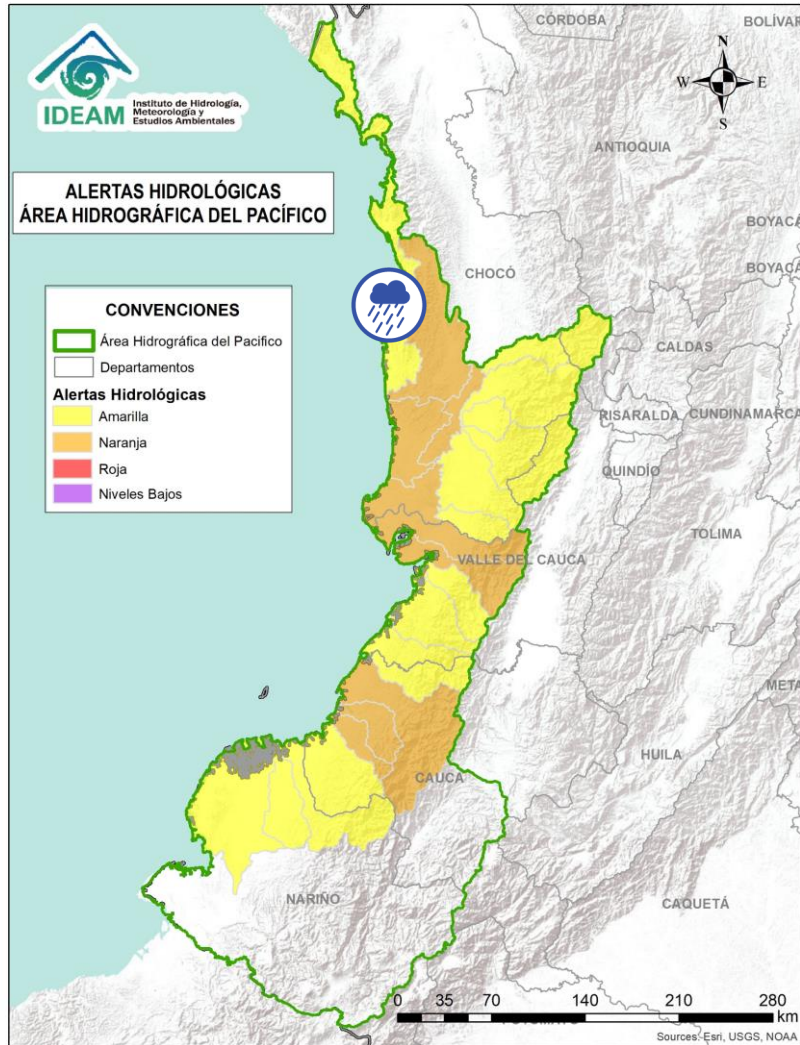 IDEAM
Instituto de Hidrología,
Meteorología y
Estudios Ambientales
CÓRDOBA
BOLÍVAR
N
W
E
S
ANTIOQUIA
ALERTAS HIDROLÓGICAS
ÁREA HIDROGRÁFICA DEL PACÍFICO
BOYACÁ
BOYACÁ
CHOCÓ
CONVENCIONES
Área Hidrográfica del Pacifico
Departamentos
Alertas Hidrológicas
Amarilla
Naranja
Roja
Niveles Bajos
CALDAS
RISARALDA
CUNDINAMARCA
QUINDÍO
TOLIMA
VALLE DEL CAUCA
META
HUILA
CAUCA
NARIÑO
CAQUETÁ
0 35 70 140 210 280
km
Sources: Esri, USGS, NOAA